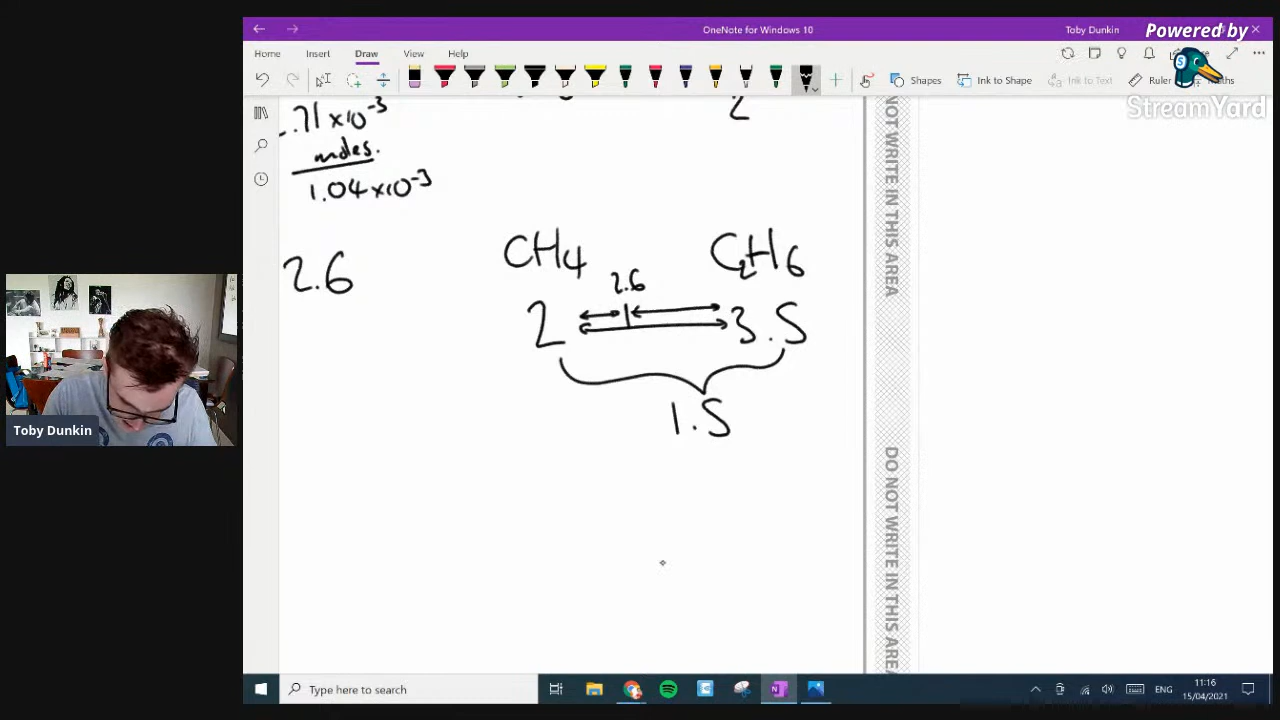 OneNote for Windows 10
Toby Dunkin
Powered by
StreamYard
Home Insert Draw View Help
Shapes
Ink to Shape
Ink to Text
Ruler
.71 x 10⁻³
moles.
1.04 x 10⁻³
2
2.6
CH4
C2H6
2.6
2
3.5
1.5
NOT WRITE IN THIS AREA
DO NOT WRITE IN THIS AREA
Toby Dunkin
Type here to search
ENG
11:16
15/04/2021